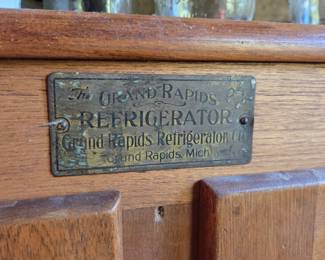 The GRAND RAPIDS
REFRIGERATOR
Grand Rapids Refrigerator Co.
Grand Rapids, Mich.